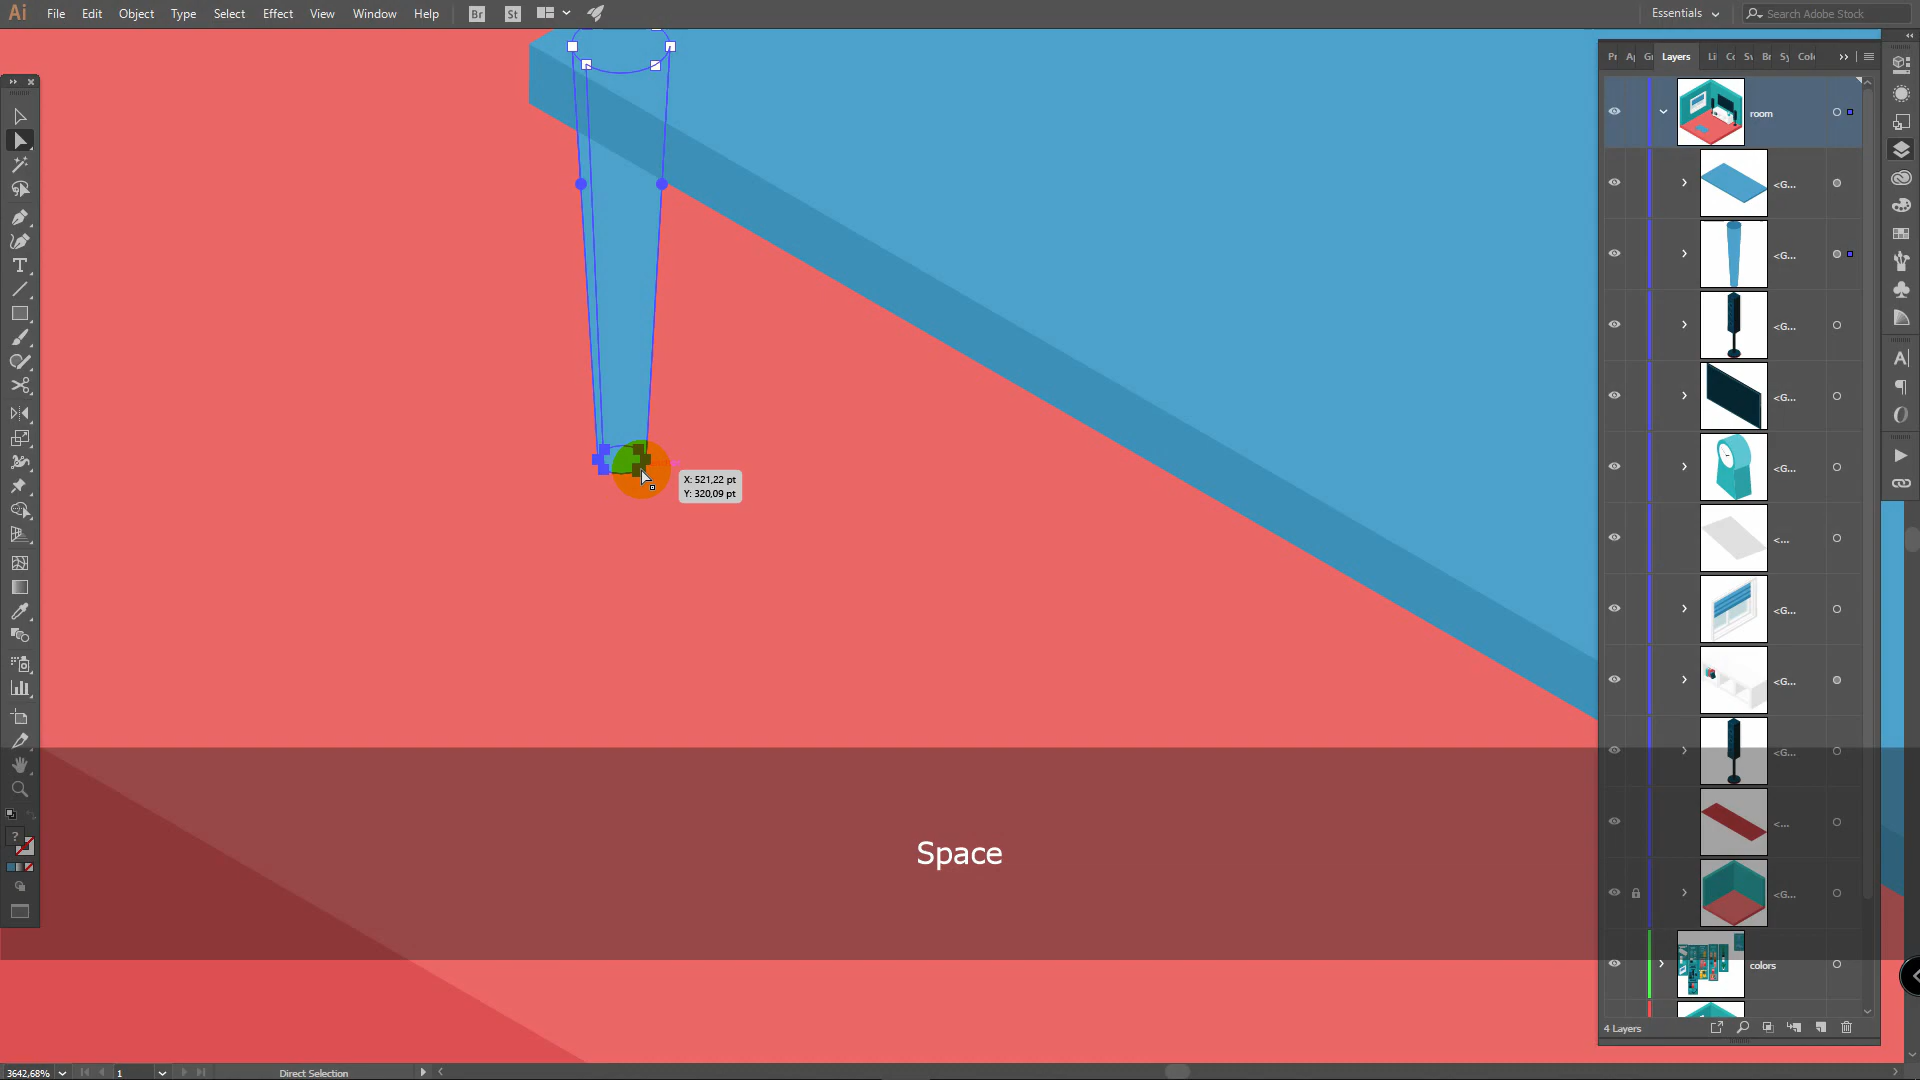 Ai File Edit Object Type Select Effect View Window Help Br St Essentials Search Adobe Stock
Layers
room
<G...
<G...
<G...
<G...
<G...
<...
<G...
<G...
<G...
<...
<G...
colors
4 Layers
X: 521,22 pt
Y: 320,09 pt
Space
3642,68% 1 Direct Selection